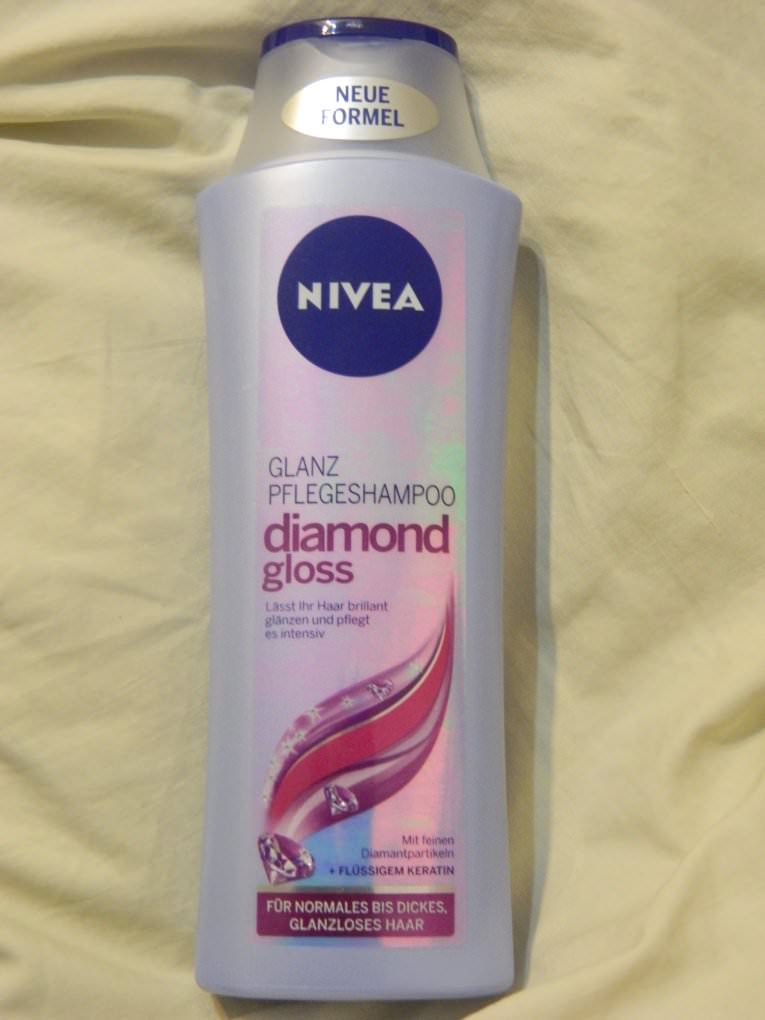 NEUE
FORMEL
NIVEA
GLANZ
PFLEGESHAMPOO
diamond
gloss
Lässt Ihr Haar brillant
glänzen und pflegt
es intensiv
Mit feinen
Diamantpartikeln
+ FLÜSSIGEM KERATIN
FÜR NORMALES BIS DICKES,
GLANZLOSES HAAR